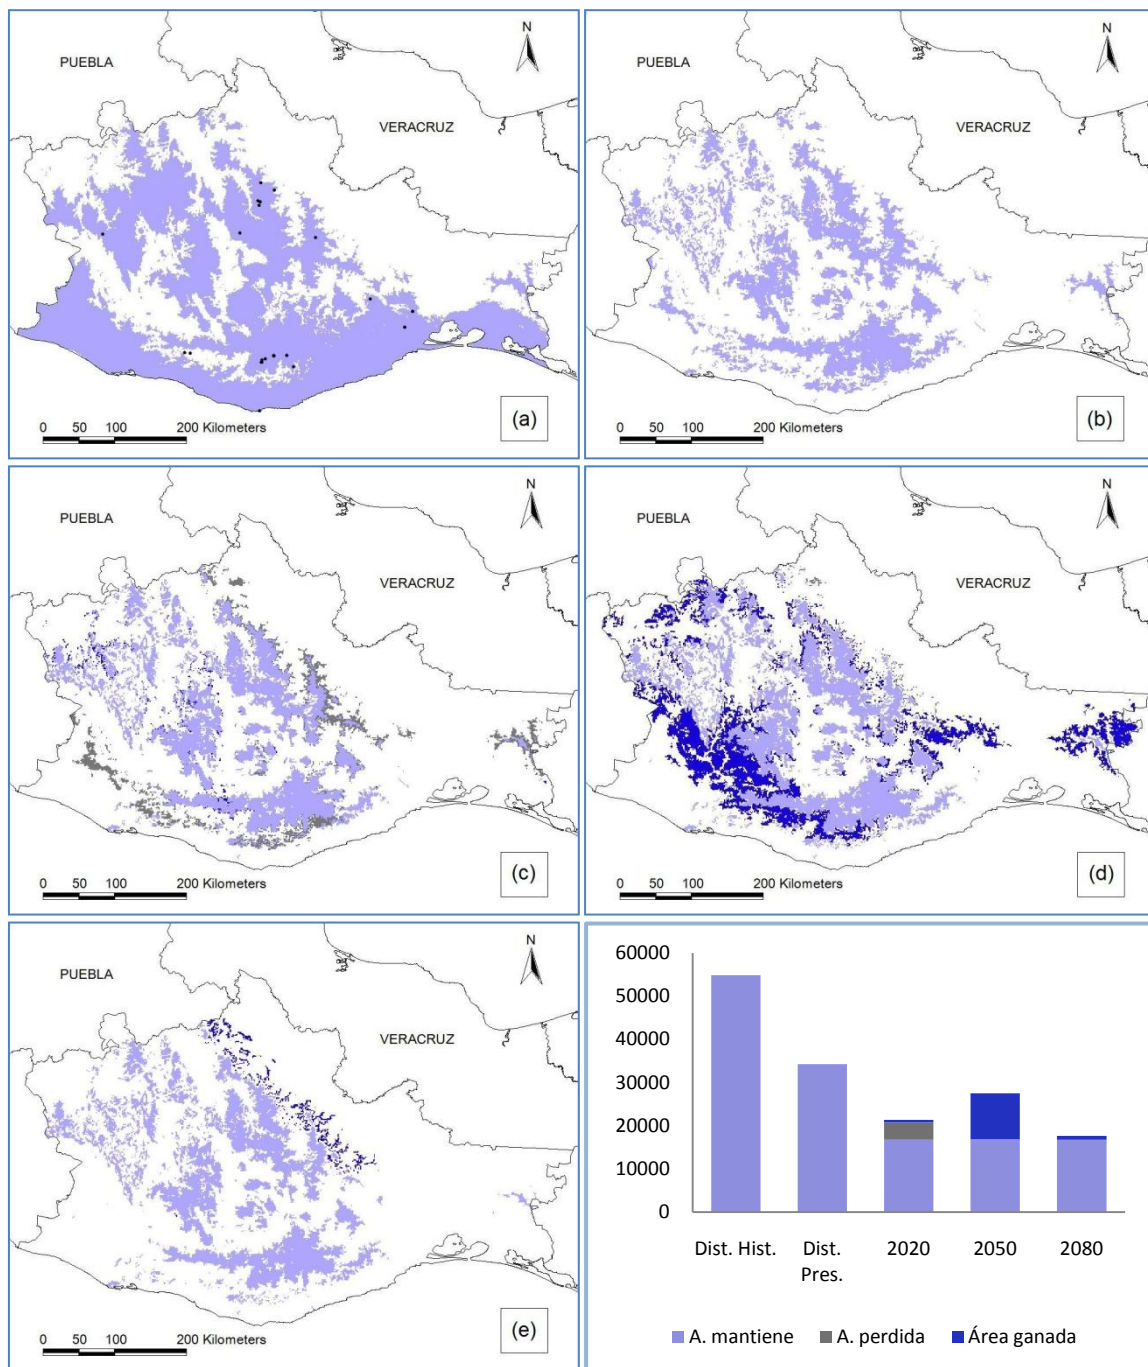 N
PUEBLA
VERACRUZ
0 50 100 200 Kilometers
(a)
N
PUEBLA
VERACRUZ
0 50 100 200 Kilometers
(b)
N
PUEBLA
VERACRUZ
0 50 100 200 Kilometers
(c)
N
PUEBLA
VERACRUZ
0 50 100 200 Kilometers
(d)
N
PUEBLA
VERACRUZ
0 50 100 200 Kilometers
(e)
60000
50000
40000
30000
20000
10000
0
Dist. Hist. Dist. Pres. 2020 2050 2080
A. mantiene A. perdida Área ganada